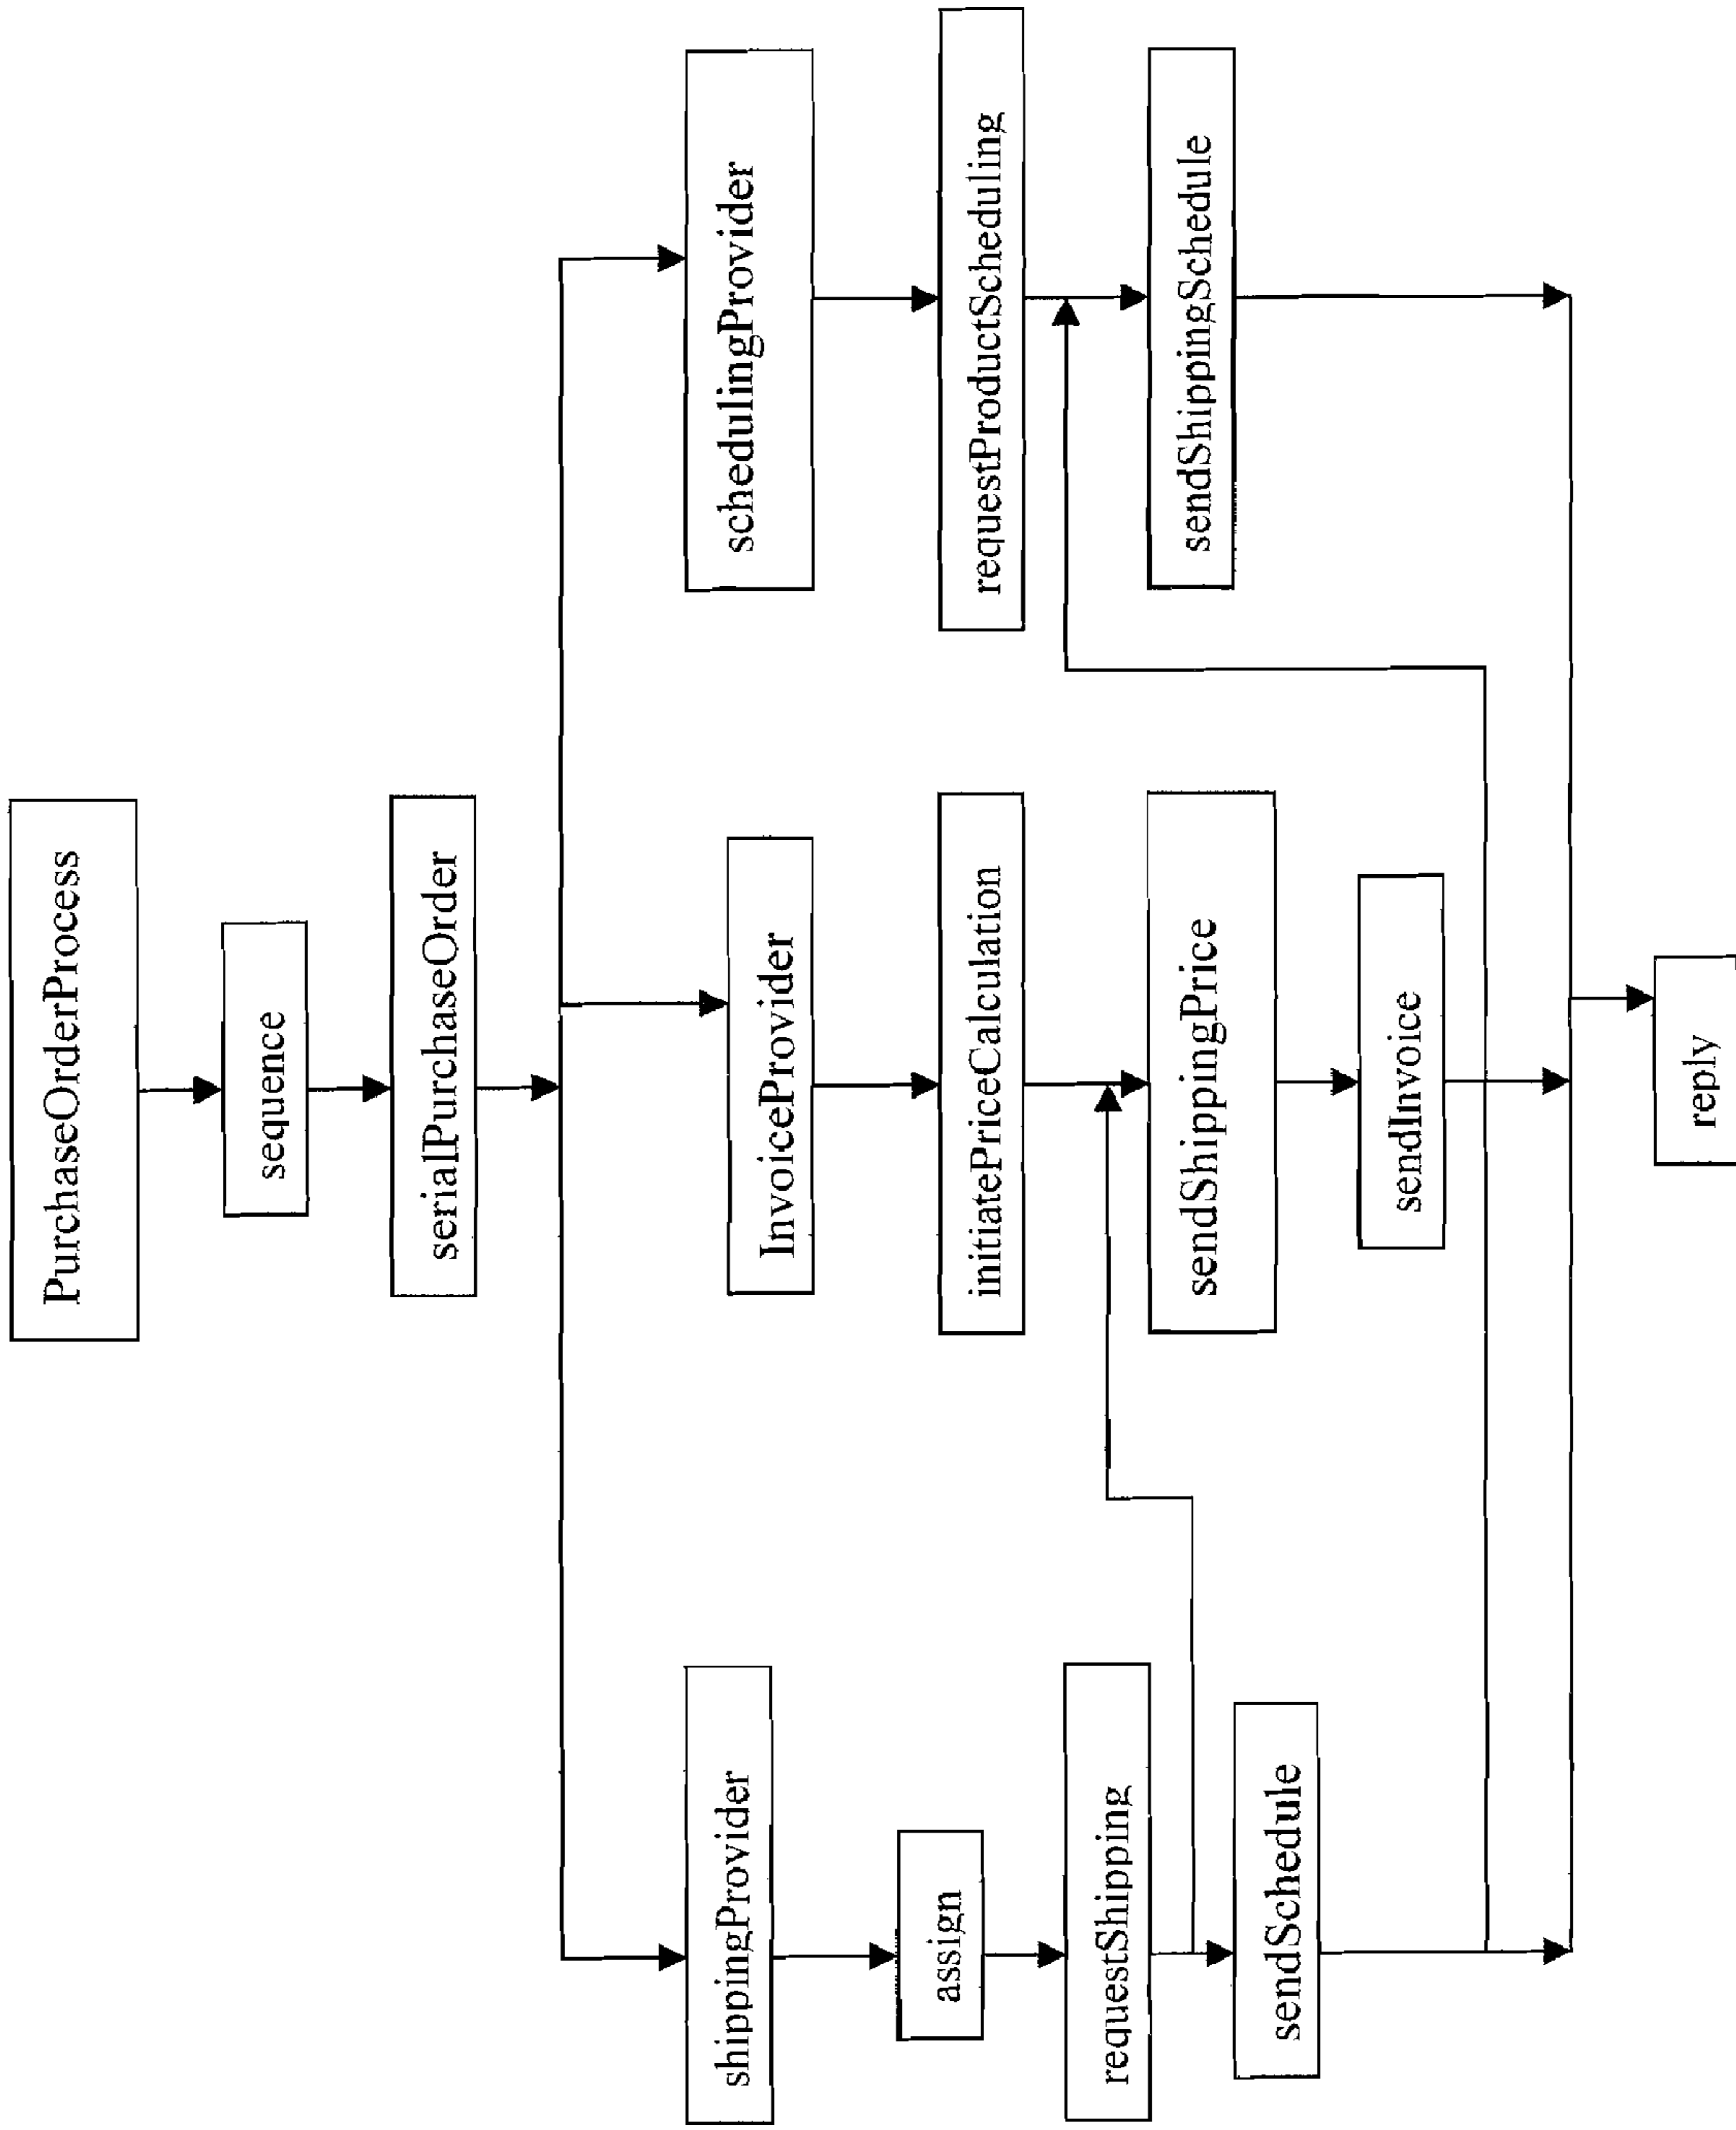 PurchaseOrderProcess
sequence
serialPurchaseOrder
shippingProvider
InvoiceProvider
schedulingProvider
assign
initiatePriceCalculation
requestProductScheduling
requestShipping
sendShippingPrice
sendShippingSchedule
sendSchedule
sendInvoice
reply